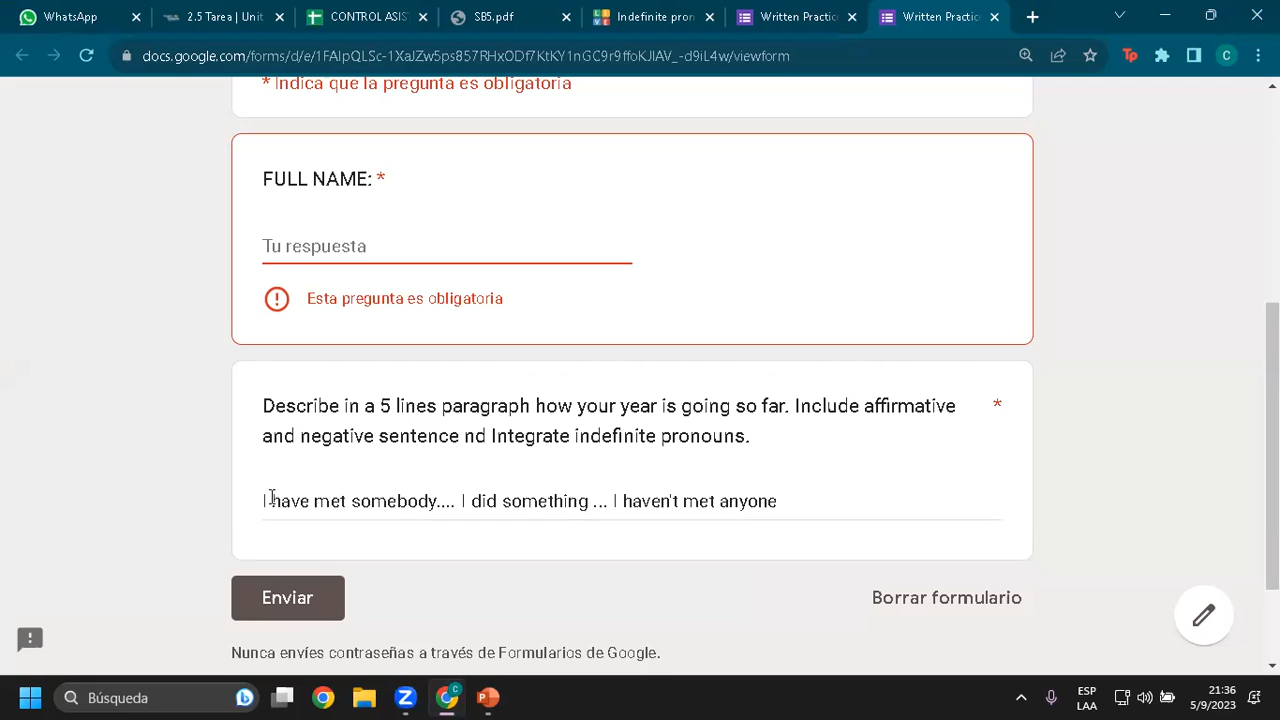 WhatsApp
2.5 Tarea | Unit
CONTROL ASIS
SB5.pdf
Indefinite pron
Written Practic
Written Practic
docs.google.com/forms/d/e/1FAIpQLSc-1XaJZw5ps857RHxODf7KtKY1nGC9r9ffoKJIAV_-d9iL4w/viewform
C
* Indica que la pregunta es obligatoria
FULL NAME: *
Tu respuesta
Esta pregunta es obligatoria
Describe in a 5 lines paragraph how your year is going so far. Include affirmative *
and negative sentence nd Integrate indefinite pronouns.
I have met somebody.... I did something ... I haven't met anyone
Enviar
Borrar formulario
Nunca envíes contraseñas a través de Formularios de Google.
Búsqueda
ESP
LAA
21:36
5/9/2023